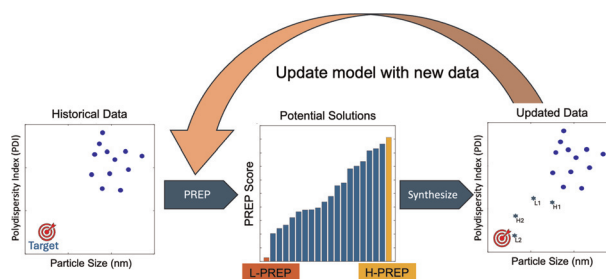 Update model with new data
Historical Data
Polydispersity Index (PDI)
Target
Particle Size (nm)
PREP
Potential Solutions
PREP Score
L-PREP
H-PREP
Synthesize
Updated Data
Polydispersity Index (PDI)
*L1
*H1
*H2
*L2
Particle Size (nm)